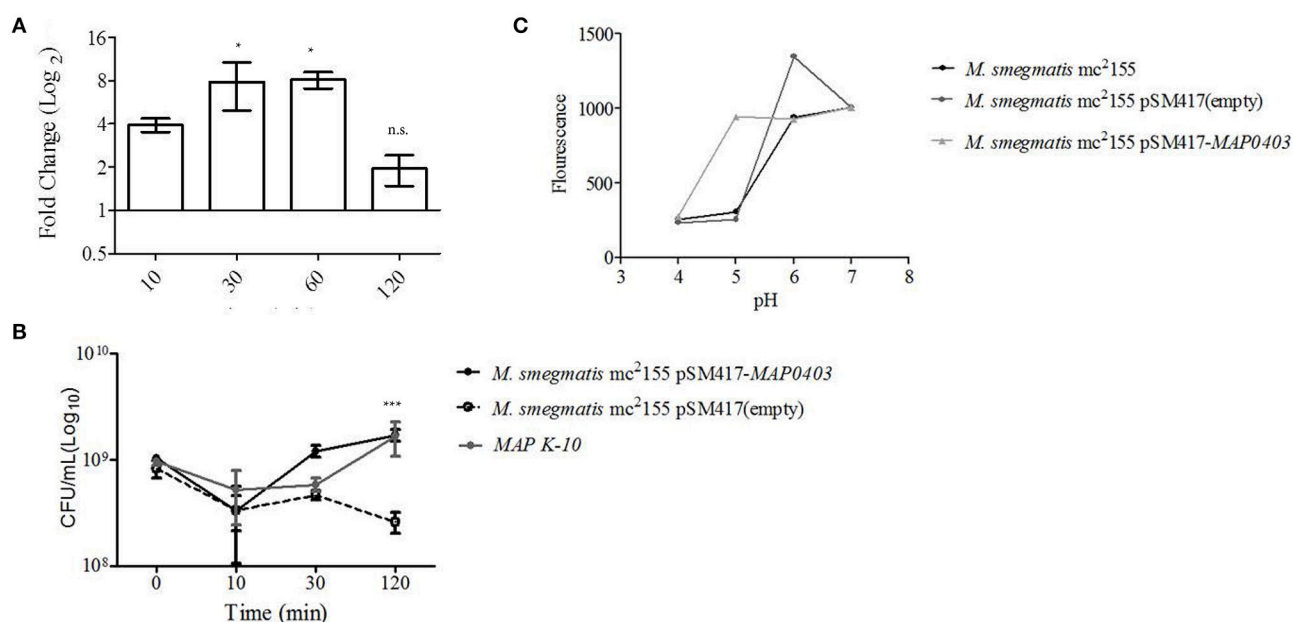 A
Fold Change (Log 2)
16
8
4
2
1
0.5
*
*
n.s.
10
30
60
120
B
CFU/mL(Log10)
10^10
10^9
10^8
***
0
10
30
120
Time (min)
M. smegmatis mc²155 pSM417-MAP0403
M. smegmatis mc²155 pSM417(empty)
MAP K-10
C
Flourescence
1500
1000
500
0
3
4
5
6
7
8
pH
M. smegmatis mc²155
M. smegmatis mc²155 pSM417(empty)
M. smegmatis mc²155 pSM417-MAP0403